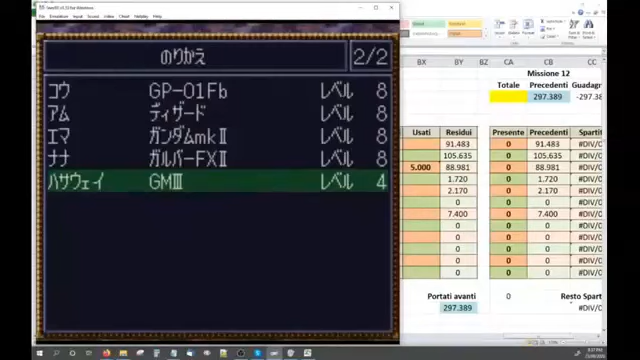 のりかえ 2/2
コウ GP-01Fb レベル 8
アム ディザード レベル 8
エマ ガンダムmkⅡ レベル 8
ナナ ガルバーFXⅡ レベル 8
ハサウェイ GMⅢ レベル 4
BX BY BZ CA CB CC
Missione 12
Totale Precedenti Guadagn
297.389 -297.38
Usati Residui Presente Precedenti Spartit
91.483 0 91.483 #DIV/0
105.635 0 105.635 #DIV/0
5.000 88.981 0 88.981 #DIV/0
1.720 0 1.720 #DIV/0
2.170 0 2.170 #DIV/0
7.400 0 7.400 #DIV/0
0 0 0 #DIV/0
0 0 0 #DIV/0
0 0 0 #DIV/0
0 0 0 #DIV/0
Portati avanti 0 Resto Spart
297.389 #DIV/0